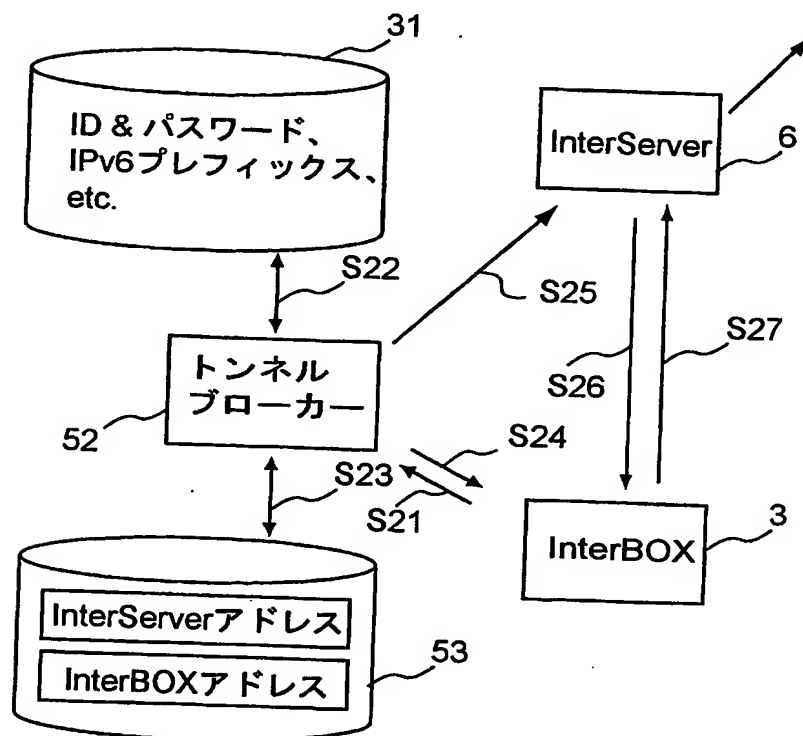 31
ID & パスワード、
IPv6プレフィックス、
etc.
InterServer
6
S22
S25
S27
S26
トンネル
ブローカー
52
S24
S23
S21
3
InterBOX
InterServerアドレス
InterBOXアドレス
53